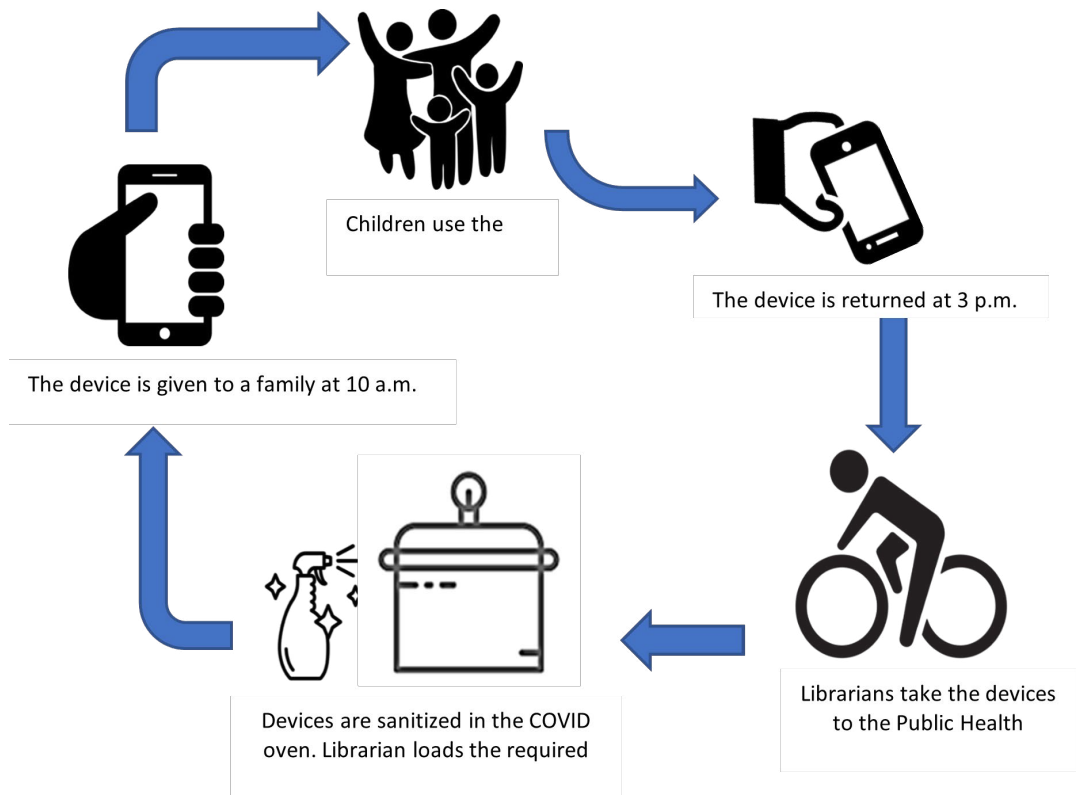 Children use the
The device is returned at 3 p.m.
The device is given to a family at 10 a.m.
Librarians take the devices
to the Public Health
Devices are sanitized in the COVID
oven. Librarian loads the required